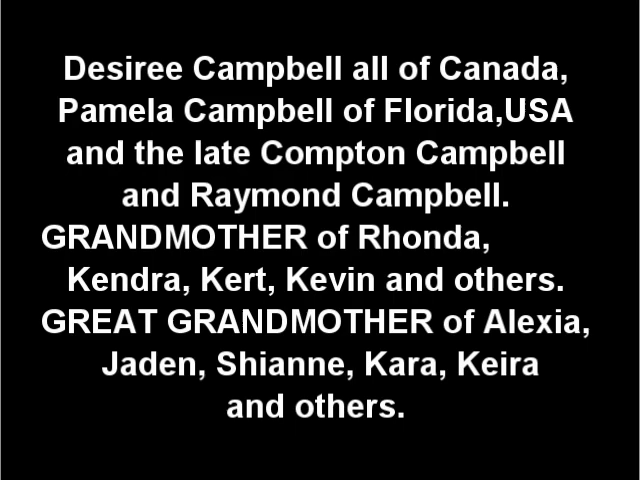 Desiree Campbell all of Canada,
Pamela Campbell of Florida,USA
and the late Compton Campbell
and Raymond Campbell.
GRANDMOTHER of Rhonda,
Kendra, Kert, Kevin and others.
GREAT GRANDMOTHER of Alexia,
Jaden, Shianne, Kara, Keira
and others.